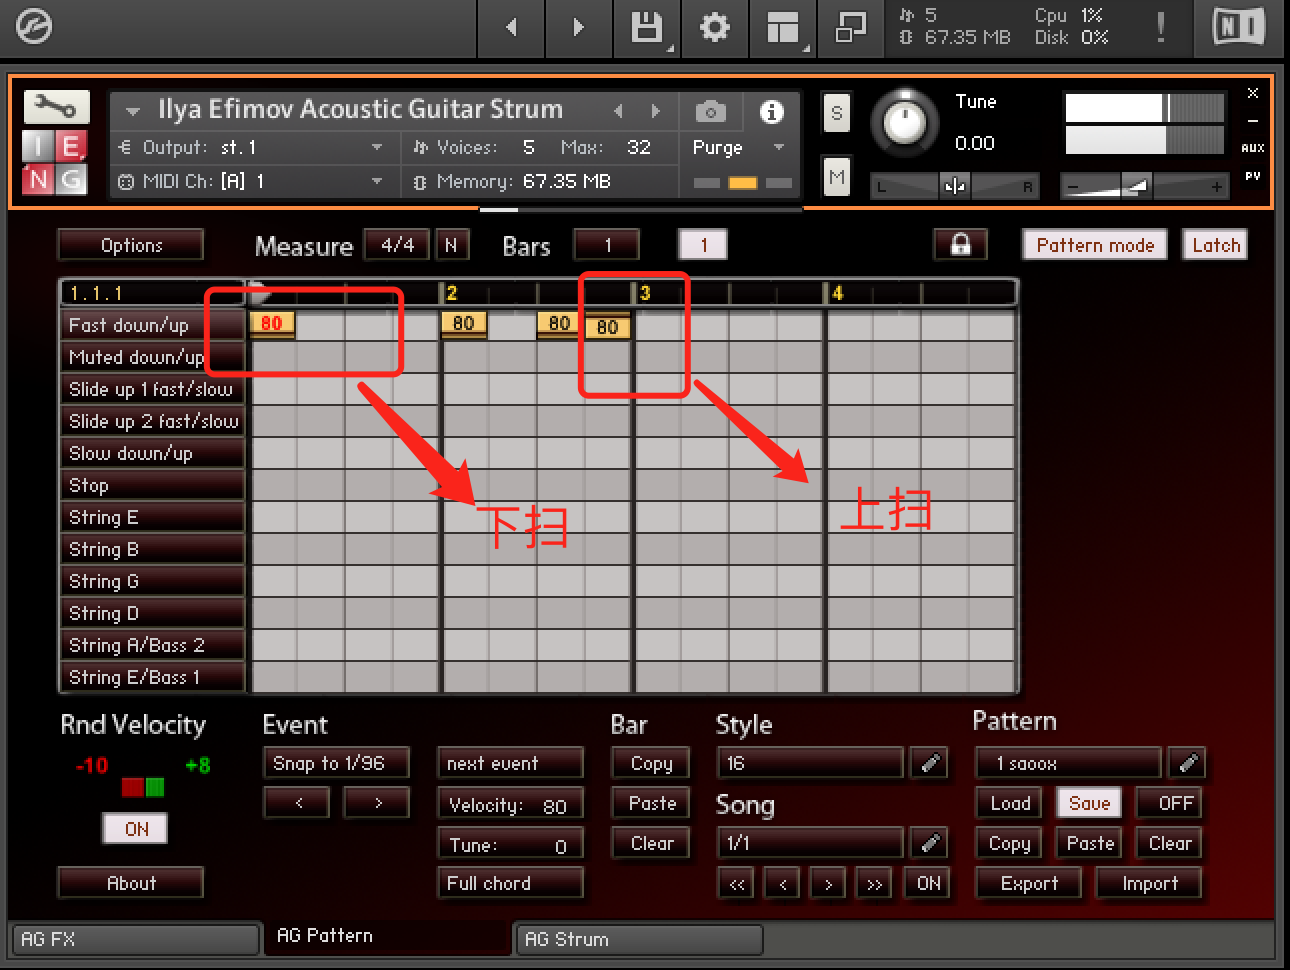 5
67.35 MB
Cpu 1%
Disk 0%
!
NI
Ilya Efimov Acoustic Guitar Strum
Output: st.1
Voices: 5 Max: 32
Purge
MIDI Ch: [A] 1
Memory: 67.35 MB
I E
N G
S
M
Tune
0.00
L R
- +
x
-
AUX
PV
Options
Measure 4/4 N
Bars 1 1
Pattern mode
Latch
1.1.1 2 3 4
Fast down/up 80 80 80 80
Muted down/up
Slide up 1 fast/slow
Slide up 2 fast/slow
Slow down/up
Stop
String E
String B
String G
String D
String A/Bass 2
String E/Bass 1
下扫
上扫
Rnd Velocity
-10 +8
ON
About
Event
Snap to 1/96
< >
next event
Velocity: 80
Tune: 0
Full chord
Bar
Copy
Paste
Clear
Style
16
Song
1/1
<< < > >> ON
Pattern
1 saoox
Load Save OFF
Copy Paste Clear
Export Import
AG FX
AG Pattern
AG Strum